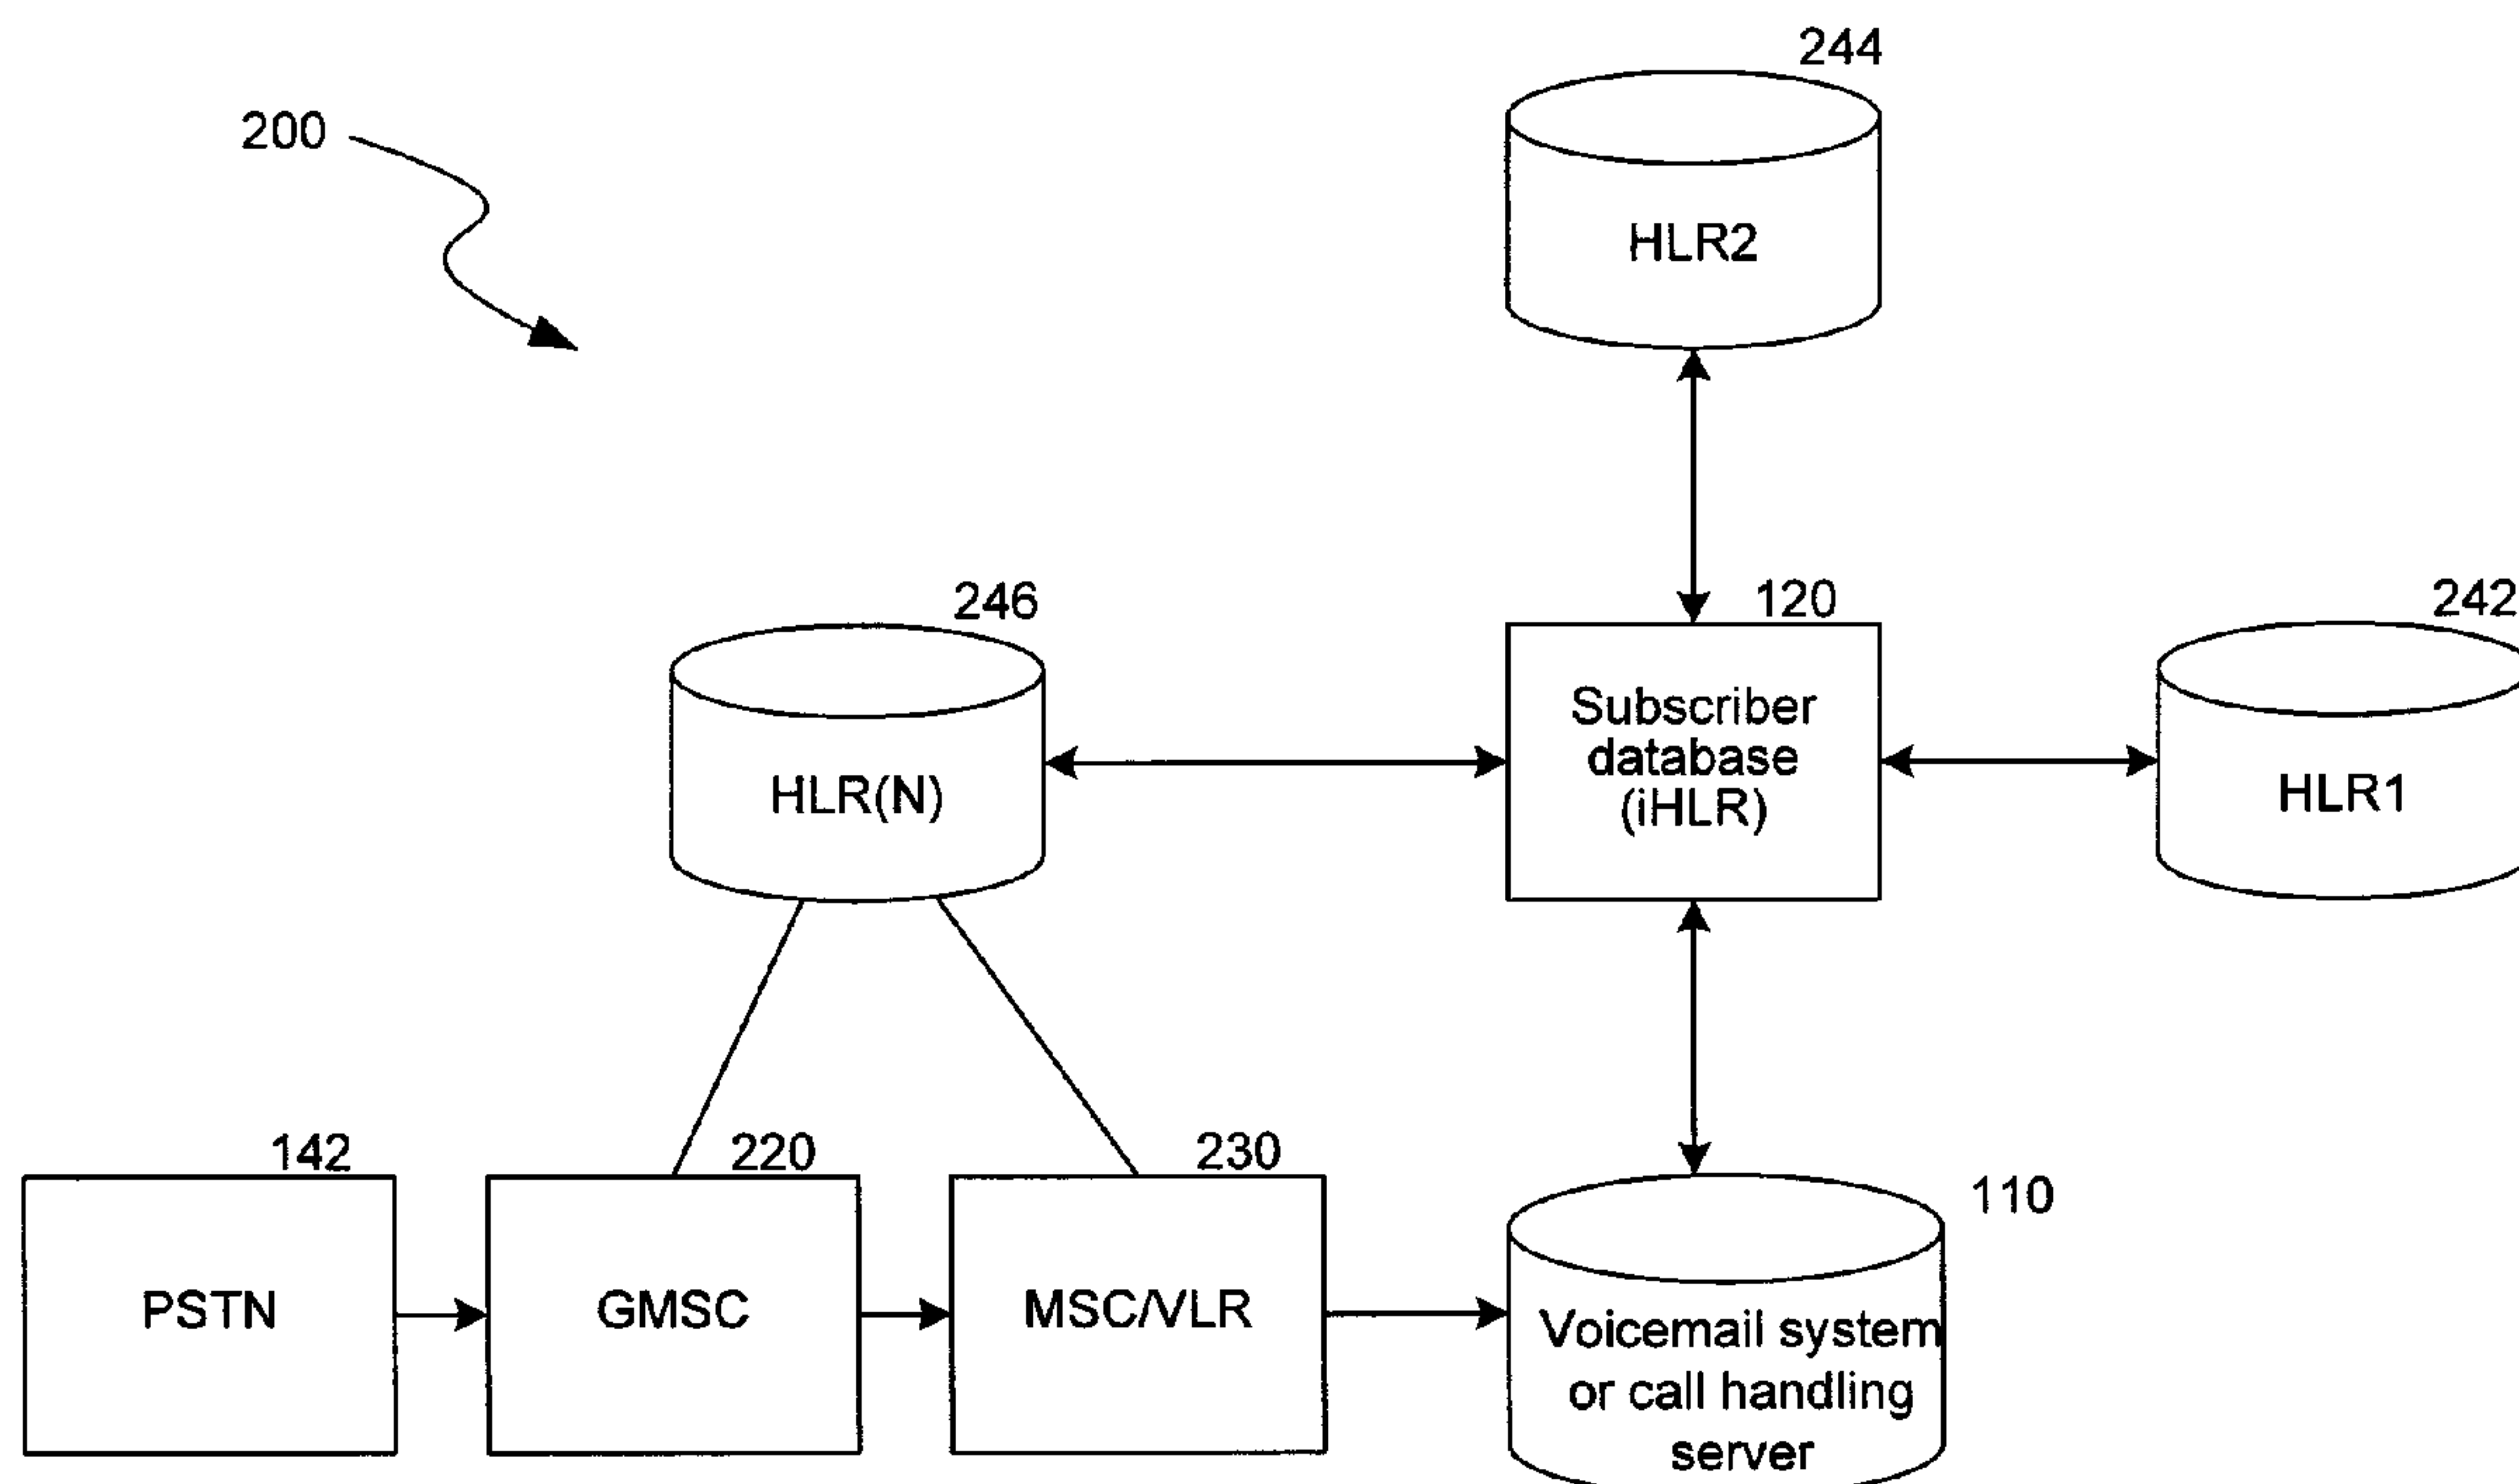 244
200
HLR2
246
120
242
Subscriber
database
(iHLR)
HLR(N)
HLR1
142
220
230
110
PSTN
GMSC
MSC/VLR
Voicemail system
or call handling
server